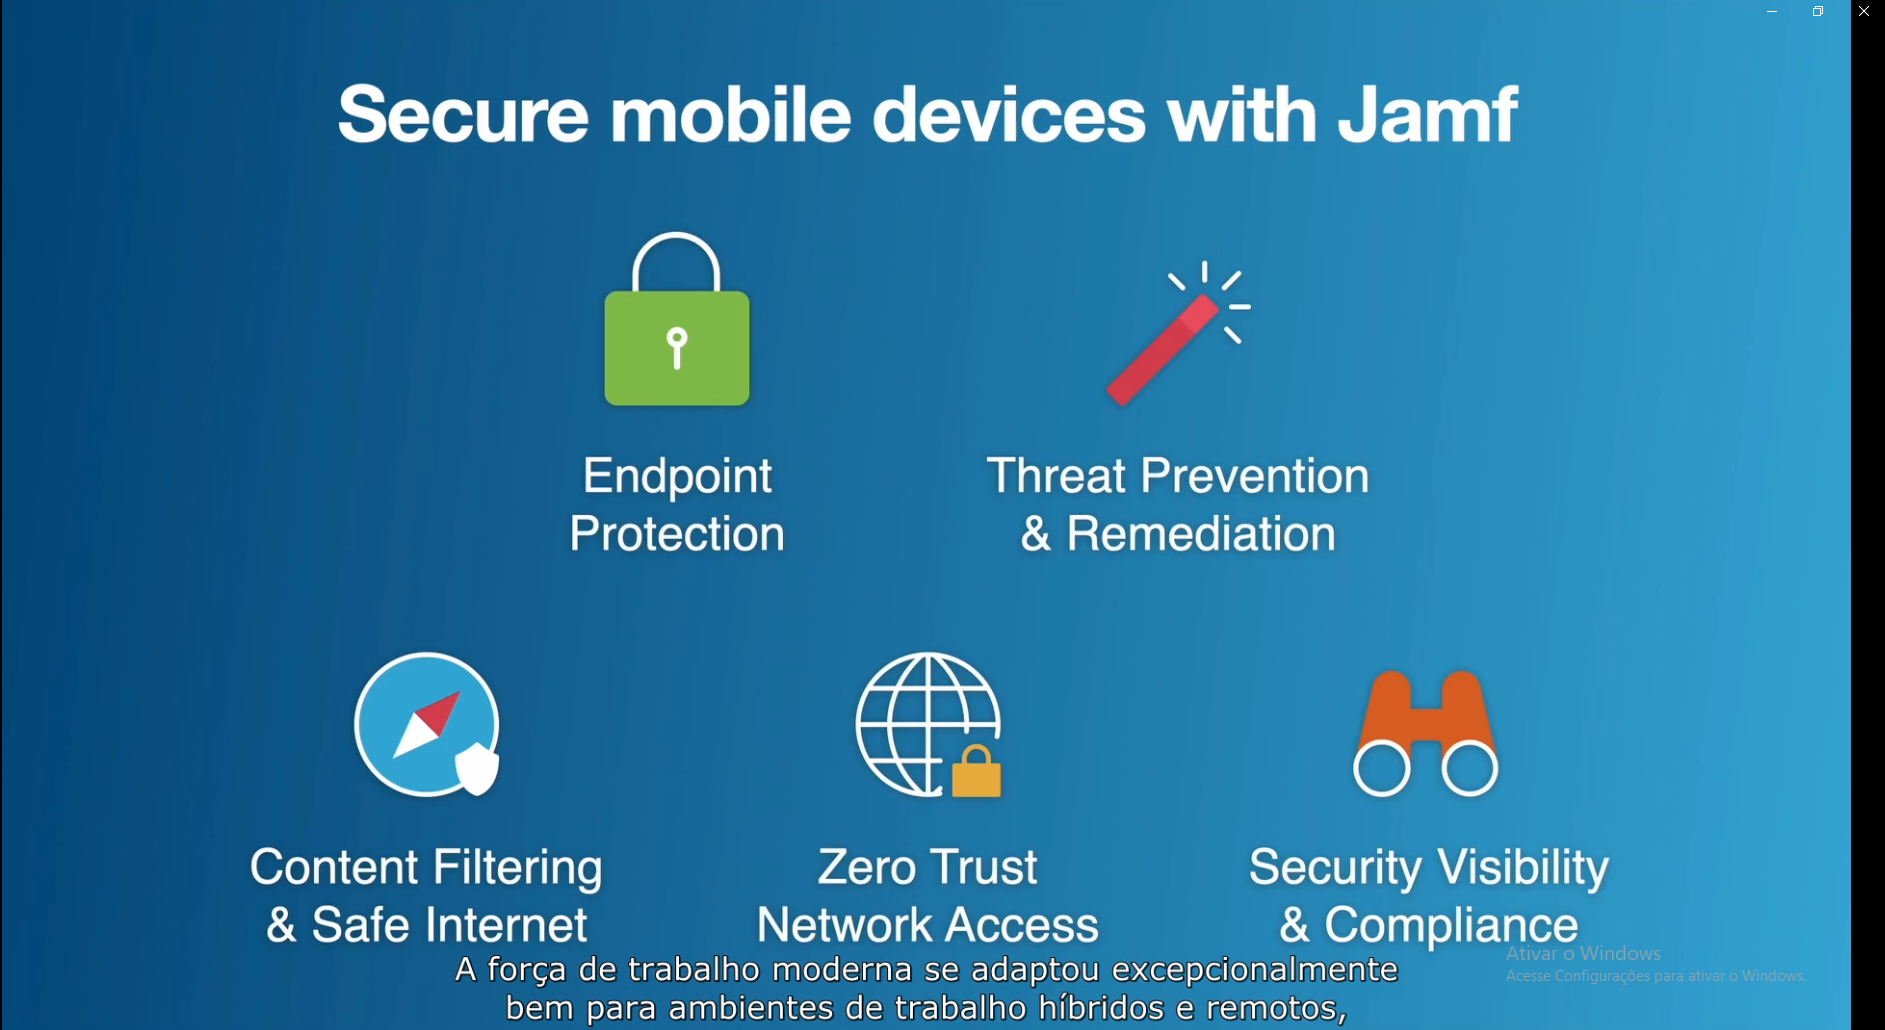 Secure mobile devices with Jamf
Endpoint
Protection
Threat Prevention
& Remediation
Content Filtering
& Safe Internet
Zero Trust
Network Access
Security Visibility
& Compliance
A força de trabalho moderna se adaptou excepcionalmente
bem para ambientes de trabalho híbridos e remotos,
Ativar o Windows
Acesse Configurações para ativar o Windows.